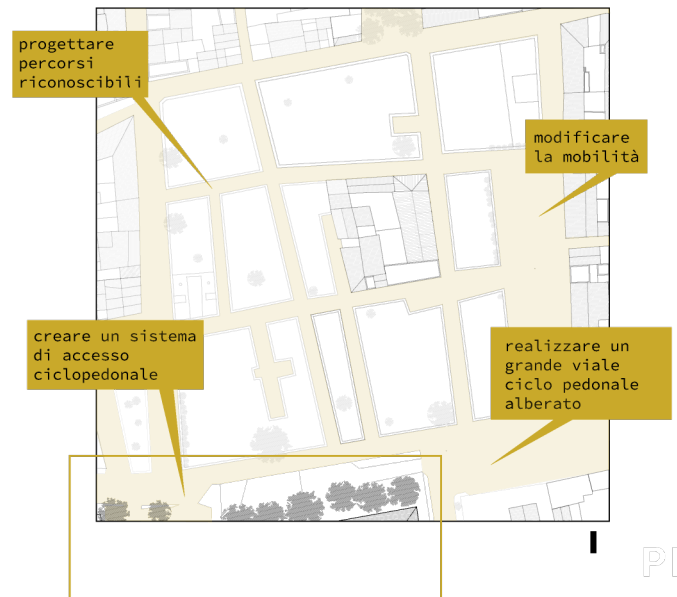 progettare
percorsi
riconoscibili
modificare
la mobilità
creare un sistema
di accesso
ciclopedonale
realizzare un
grande viale
ciclo pedonale
alberato